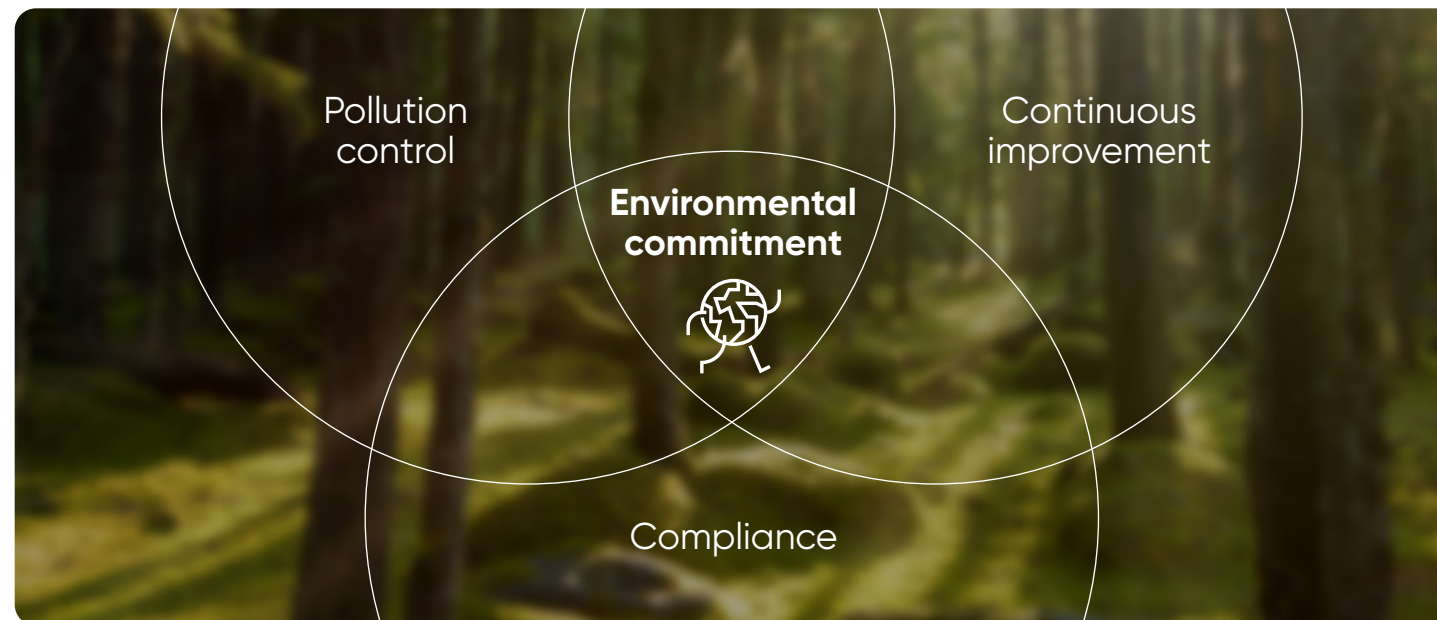 Pollution
control
Continuous
improvement
Environmental
commitment
Compliance